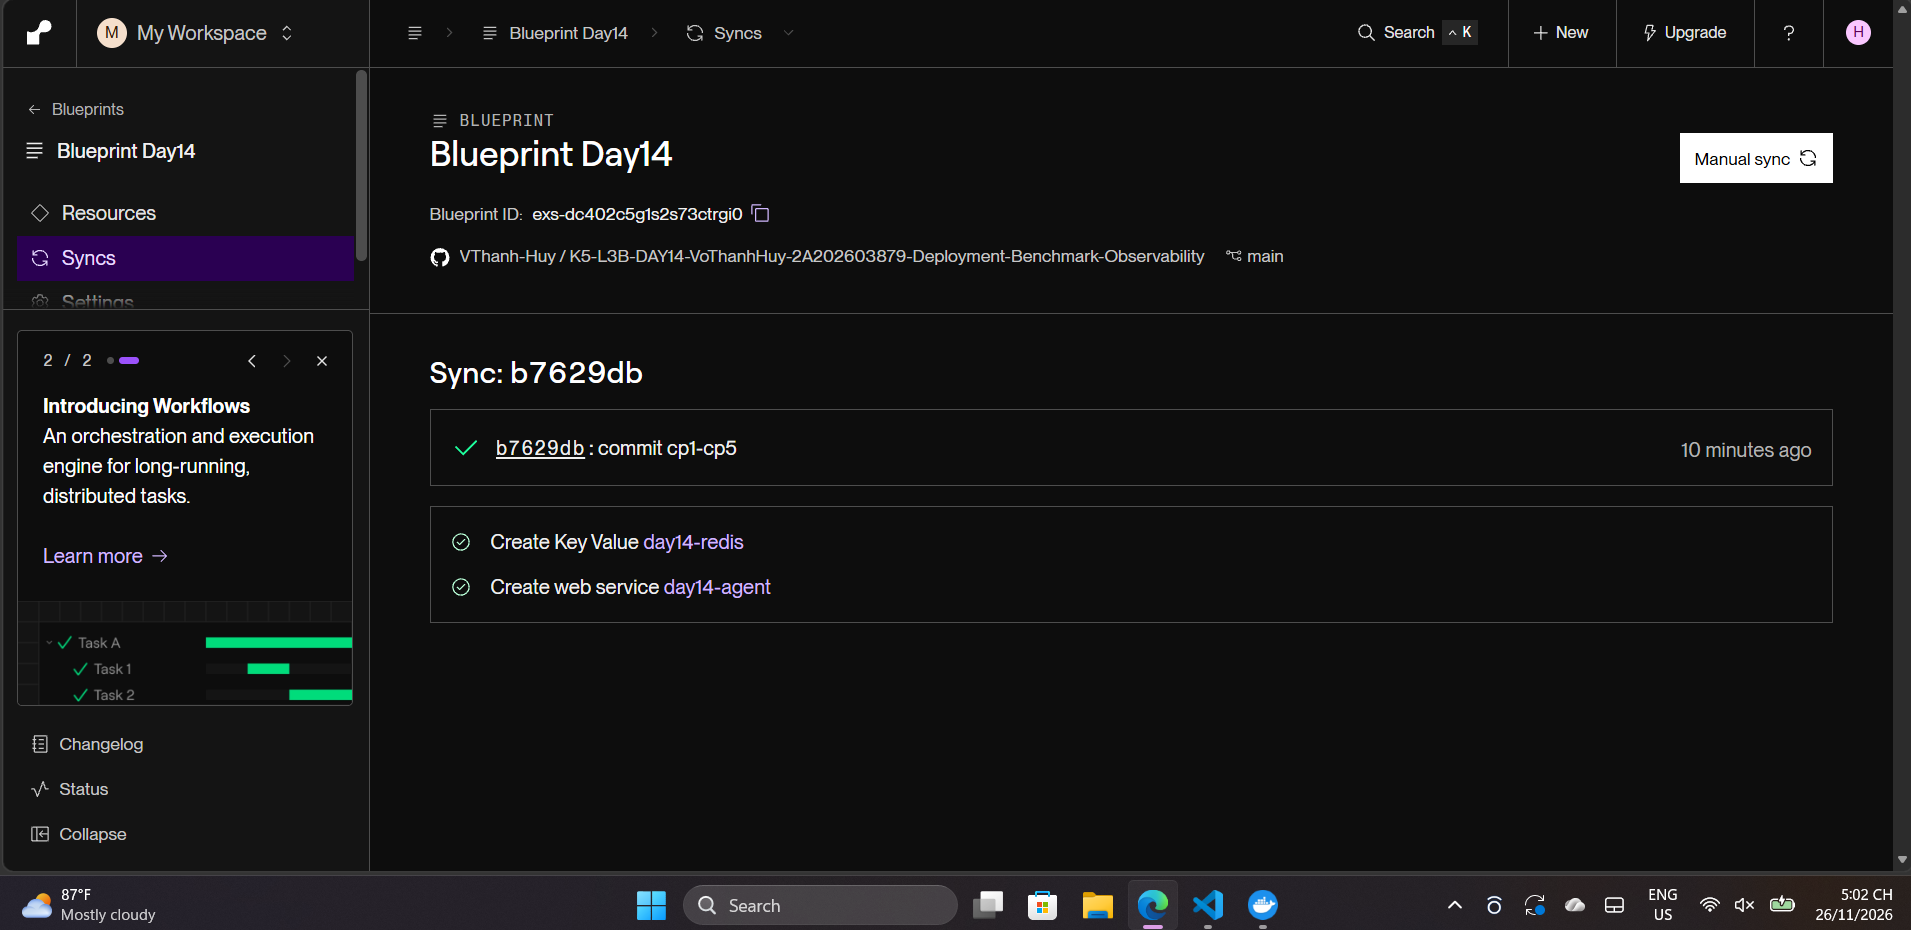 M My Workspace
Blueprint Day14
Syncs
Search ^ K
+ New
Upgrade
?
H
← Blueprints
Blueprint Day14
Resources
Syncs
Settings
2 / 2
Introducing Workflows
An orchestration and execution
engine for long-running,
distributed tasks.
Learn more →
Task A
Task 1
Task 2
Changelog
Status
Collapse
BLUEPRINT
Blueprint Day14
Manual sync
Blueprint ID: exs-dc402c5g1s2s73ctrgi0
VThanh-Huy / K5-L3B-DAY14-VoThanhHuy-2A202603879-Deployment-Benchmark-Observability main
Sync: b7629db
b7629db: commit cp1-cp5
10 minutes ago
Create Key Value day14-redis
Create web service day14-agent
87°F
Mostly cloudy
Search
ENG
US
5:02 CH
26/11/2026